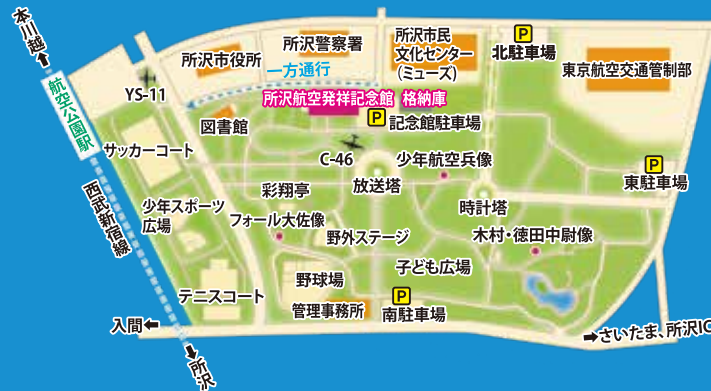 本川越
航空公園駅
西武新宿線
所沢
入間
さいたま、所沢IC
YS-11
所沢市役所
所沢警察署
所沢市民
文化センター
(ミューズ)
P
北駐車場
東京航空交通管制部
一方通行
所沢航空発祥記念館 格納庫
図書館
P 記念館駐車場
サッカーコート
C-46
放送塔
少年航空兵像
P
東駐車場
彩翔亭
時計塔
少年スポーツ
広場
フォール大佐像
野外ステージ
木村・徳田中尉像
野球場
子ども広場
テニスコート
管理事務所
P
南駐車場